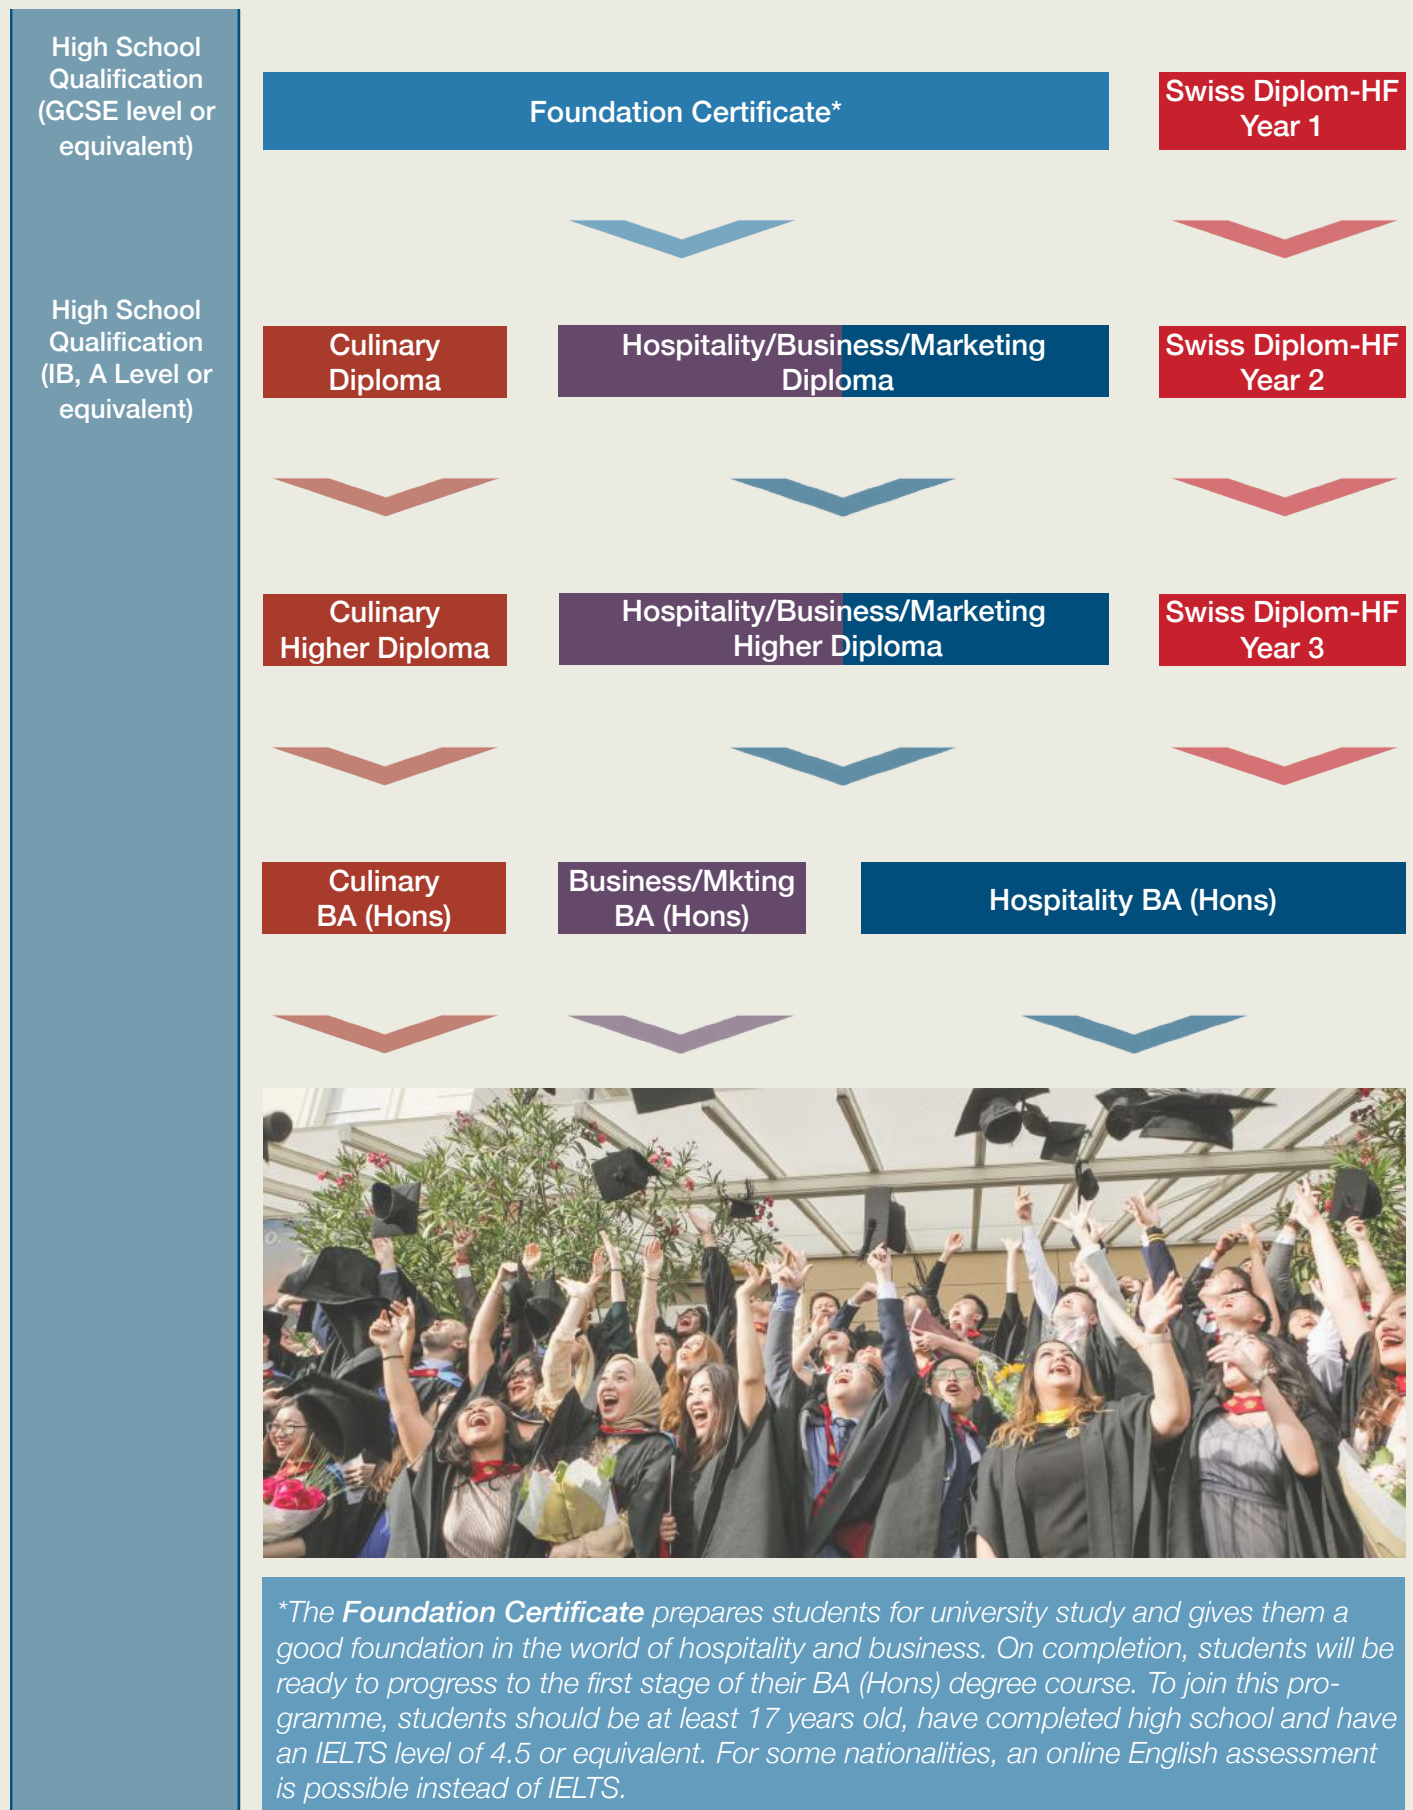 High School
Qualification
(GCSE level or
equivalent)
Foundation Certificate*
Swiss Diplom-HF
Year 1
High School
Qualification
(IB, A Level or
equivalent)
Culinary
Diploma
Hospitality/Business/Marketing
Diploma
Swiss Diplom-HF
Year 2
Culinary
Higher Diploma
Hospitality/Business/Marketing
Higher Diploma
Swiss Diplom-HF
Year 3
Culinary
BA (Hons)
Business/Mkting
BA (Hons)
Hospitality BA (Hons)
*The Foundation Certificate prepares students for university study and gives them a
good foundation in the world of hospitality and business. On completion, students will be
ready to progress to the first stage of their BA (Hons) degree course. To join this pro-
gramme, students should be at least 17 years old, have completed high school and have
an IELTS level of 4.5 or equivalent. For some nationalities, an online English assessment
is possible instead of IELTS.